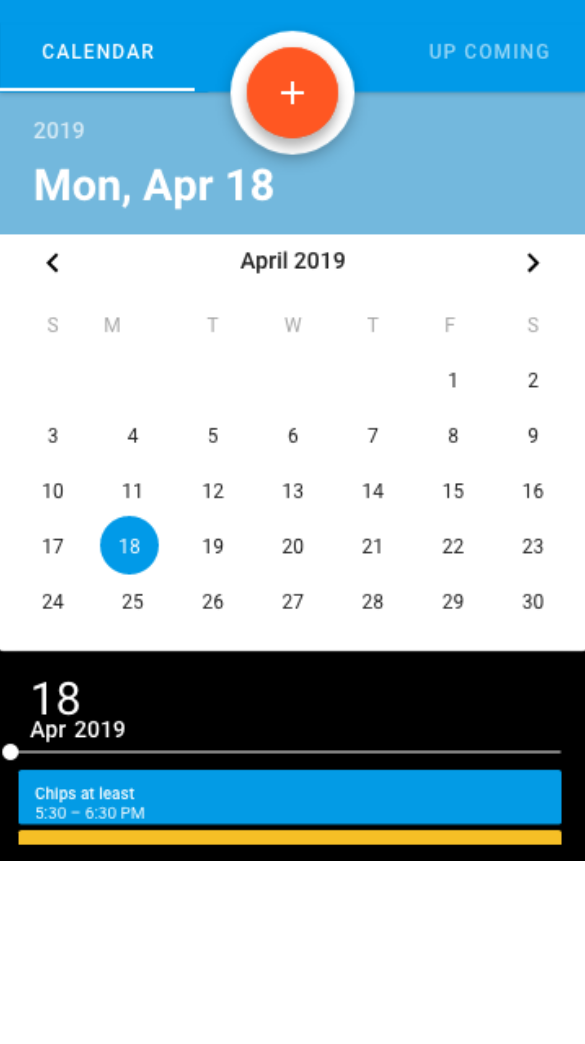 CALENDAR UP COMING
+
2019
Mon, Apr 18
April 2019
S M T W T F S
1 2
3 4 5 6 7 8 9
10 11 12 13 14 15 16
17 18 19 20 21 22 23
24 25 26 27 28 29 30
18
Apr 2019
Chips at least
5:30 – 6:30 PM